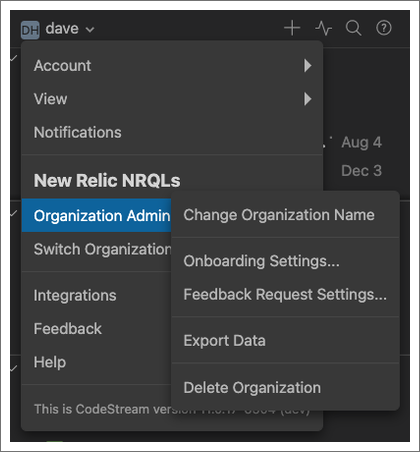 DH dave
Account
View
Notifications
Aug 4
Dec 3
New Relic NRQLs
Organization Admin
Change Organization Name
Switch Organization
Onboarding Settings...
Integrations
Feedback Request Settings...
Feedback
Export Data
Help
Delete Organization
This is CodeStream version (dev)